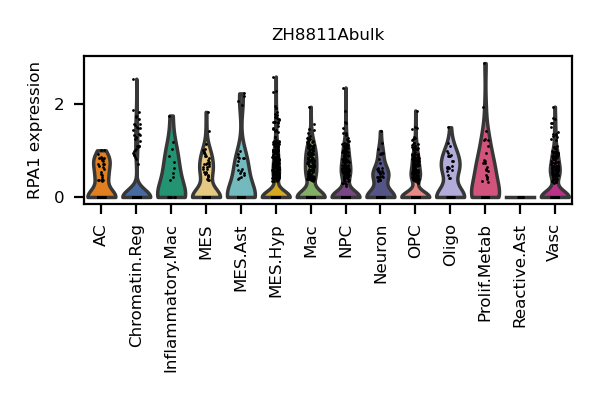 ZH8811Abulk
RPA1 expression
2
0
AC
Chromatin.Reg
Inflammatory.Mac
MES
MES.Ast
MES.Hyp
Mac
NPC
Neuron
OPC
Oligo
Prolif.Metab
Reactive.Ast
Vasc